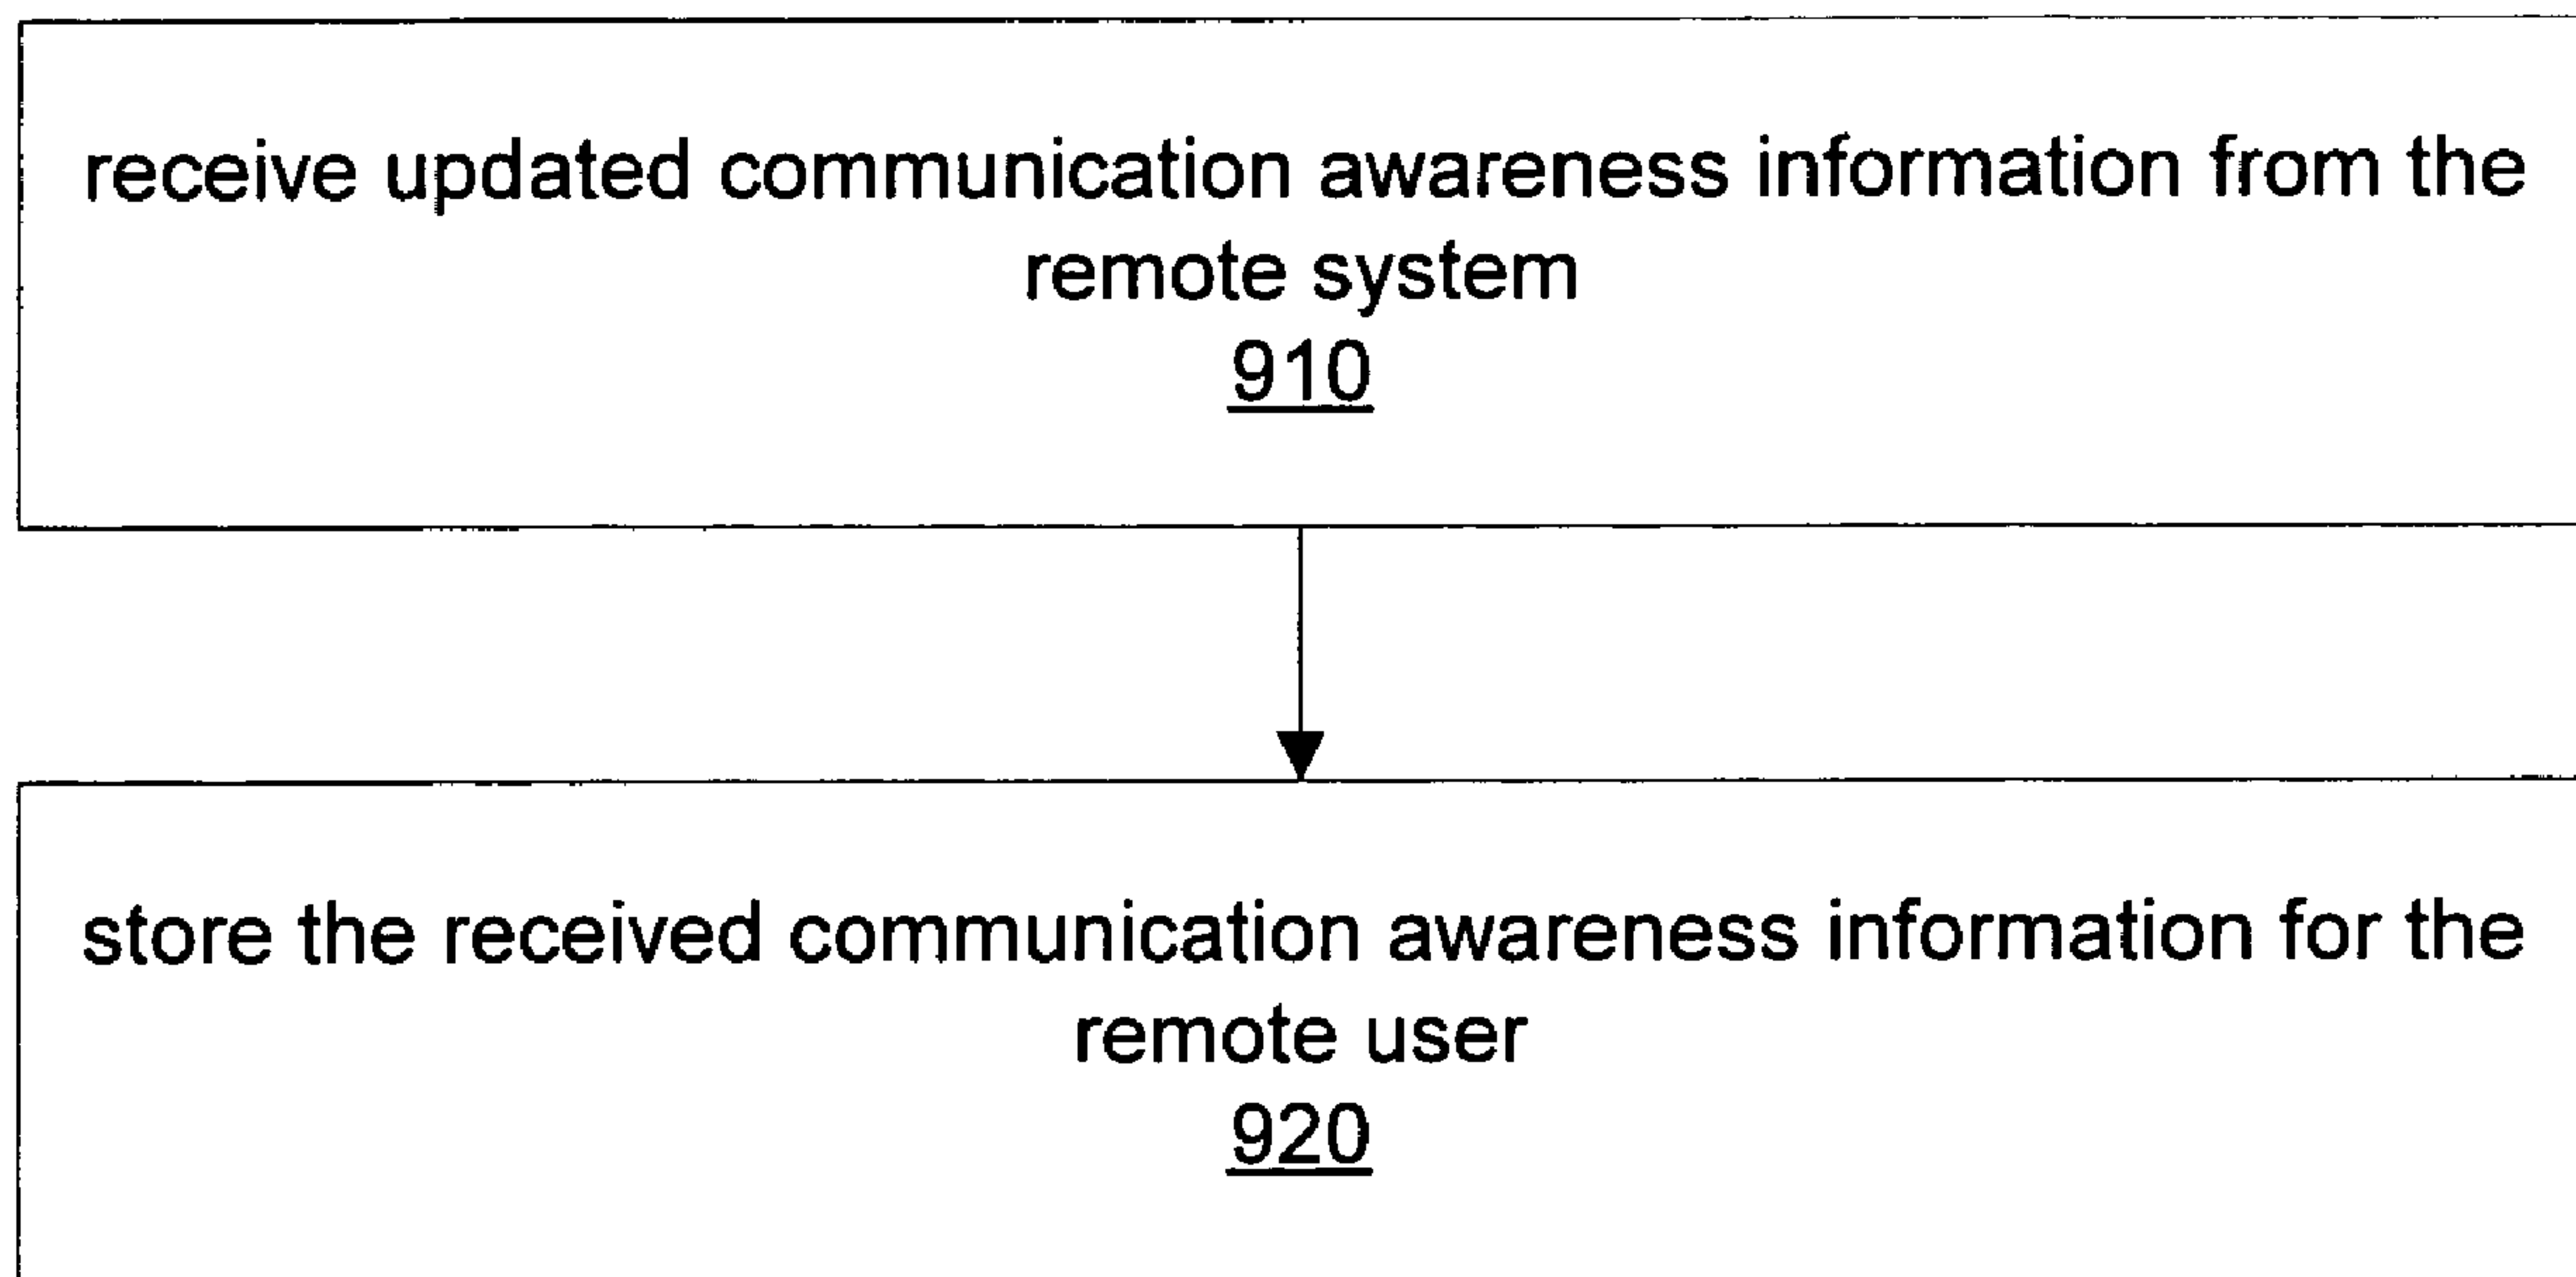 receive updated communication awareness information from the
remote system
910
store the received communication awareness information for the
remote user
920